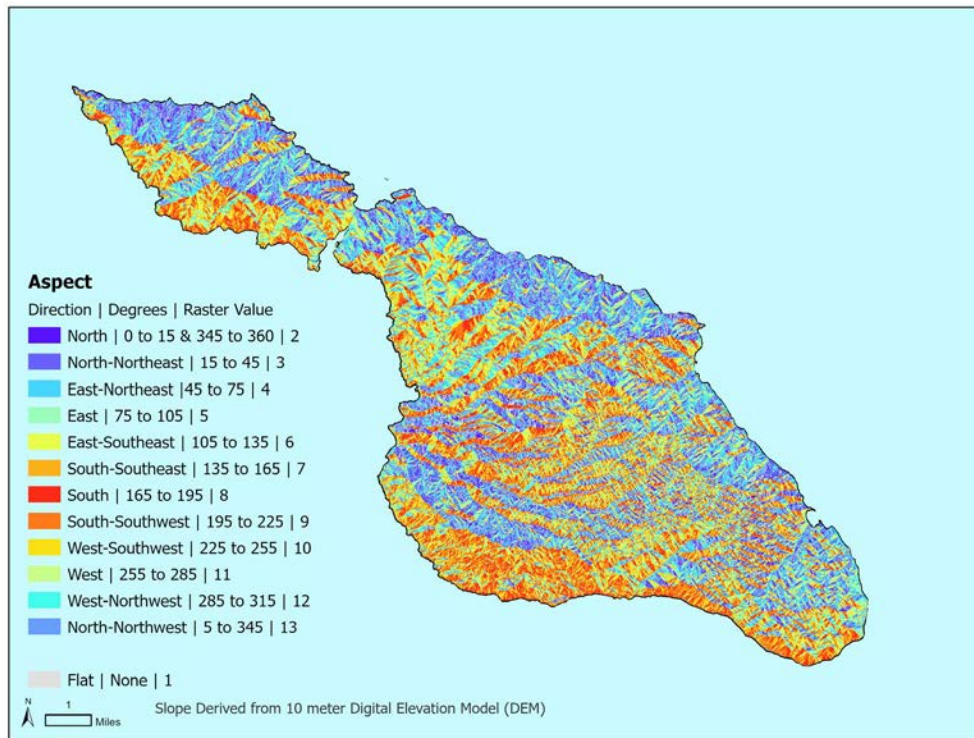 Aspect
Direction | Degrees | Raster Value
North | 0 to 15 & 345 to 360 | 2
North-Northeast | 15 to 45 | 3
East-Northeast |45 to 75 | 4
East | 75 to 105 | 5
East-Southeast | 105 to 135 | 6
South-Southeast | 135 to 165 | 7
South | 165 to 195 | 8
South-Southwest | 195 to 225 | 9
West-Southwest | 225 to 255 | 10
West | 255 to 285 | 11
West-Northwest | 285 to 315 | 12
North-Northwest | 5 to 345 | 13
Flat | None | 1
N
1
Miles
Slope Derived from 10 meter Digital Elevation Model (DEM)